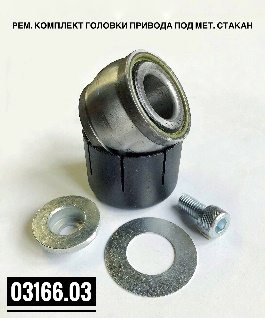 РЕМ. КОМПЛЕКТ ГОЛОВКИ ПРИВОДА ПОД МЕТ. СТАКАН
03166.03